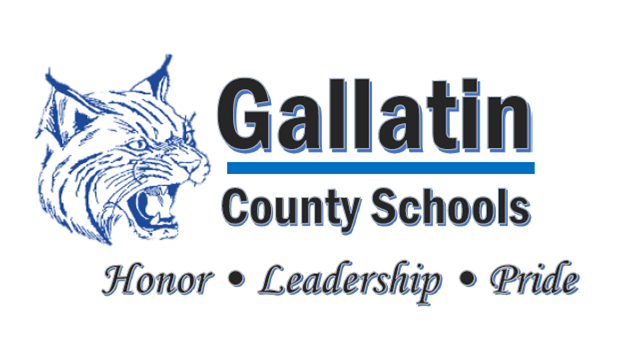 Gallatin
County Schools
Honor • Leadership • Pride